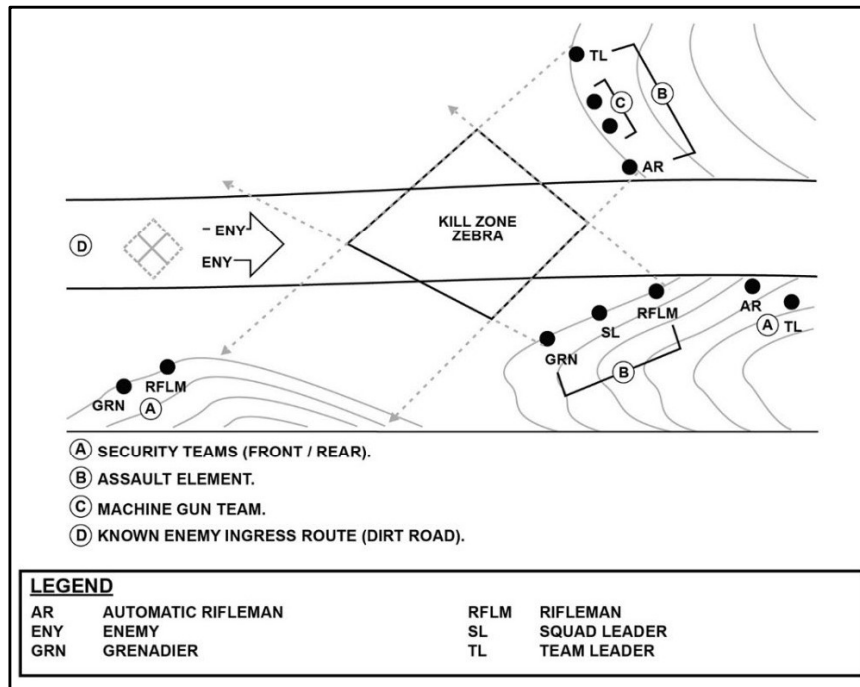 TL
C
B
AR
KILL ZONE
ZEBRA
D
ENY
ENY
RFLM
SL
GRN
AR
A
TL
B
RFLM
GRN
A
A SECURITY TEAMS (FRONT / REAR).
B ASSAULT ELEMENT.
C MACHINE GUN TEAM.
D KNOWN ENEMY INGRESS ROUTE (DIRT ROAD).
LEGEND
AR AUTOMATIC RIFLEMAN RFLM RIFLEMAN
ENY ENEMY SL SQUAD LEADER
GRN GRENADIER TL TEAM LEADER